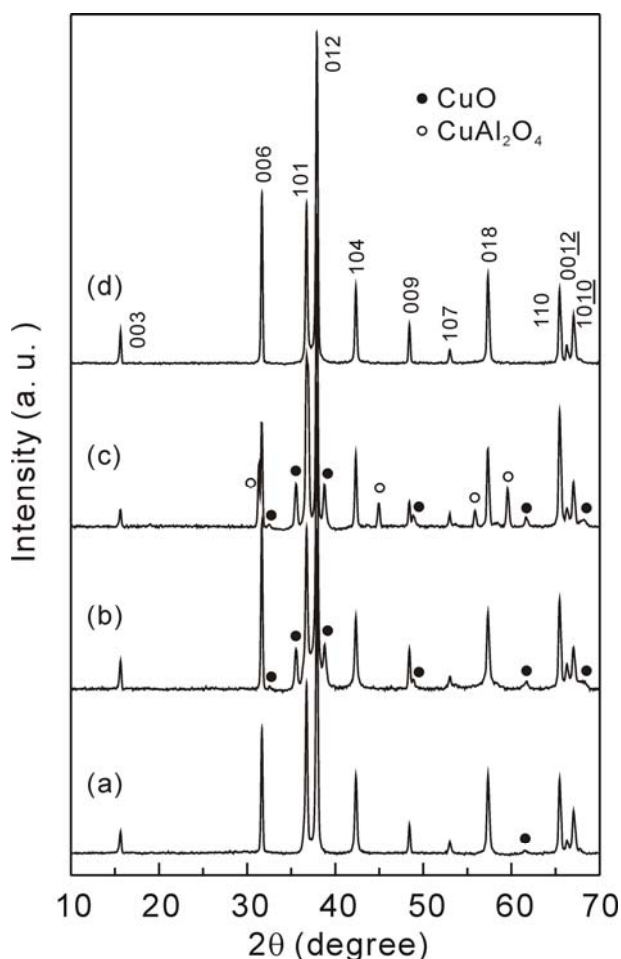 012
● CuO
○ CuAl₂O₄
006
101
104
018
0012
1010
110
009
107
003
(d)
(c)
(b)
(a)
Intensity (a. u.)
10 20 30 40 50 60 70
2θ (degree)